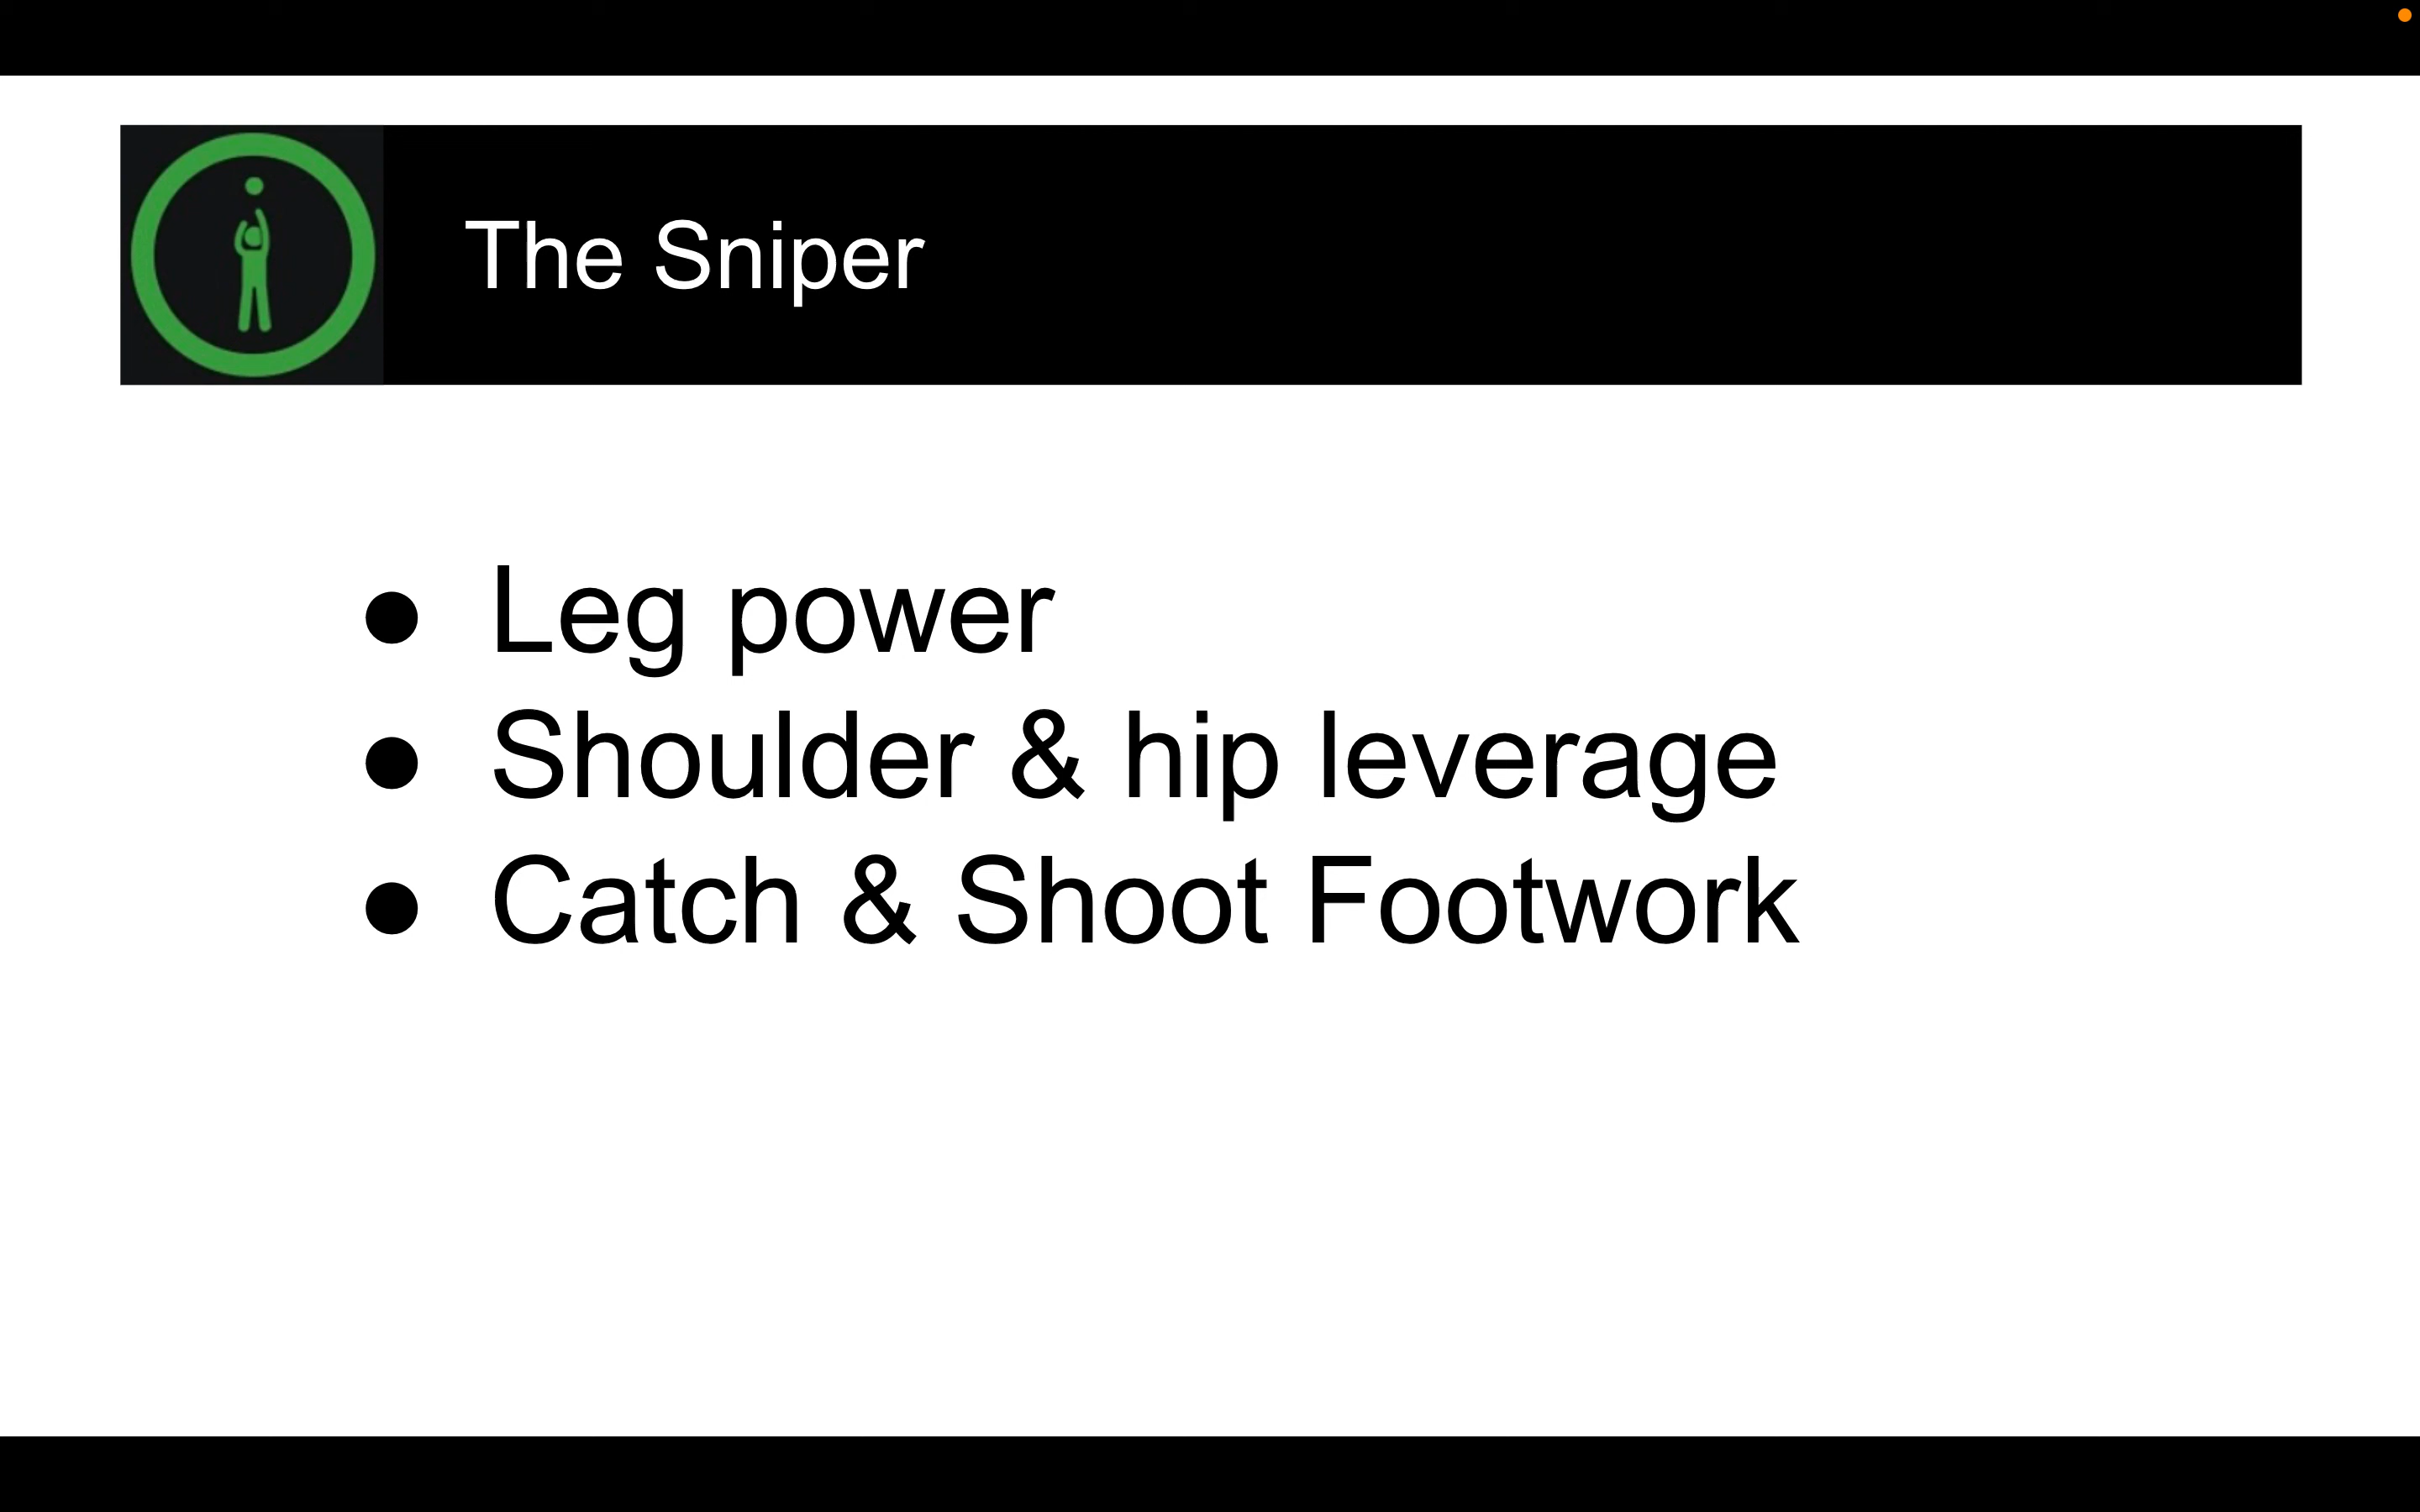 The Sniper
● Leg power
● Shoulder & hip leverage
● Catch & Shoot Footwork